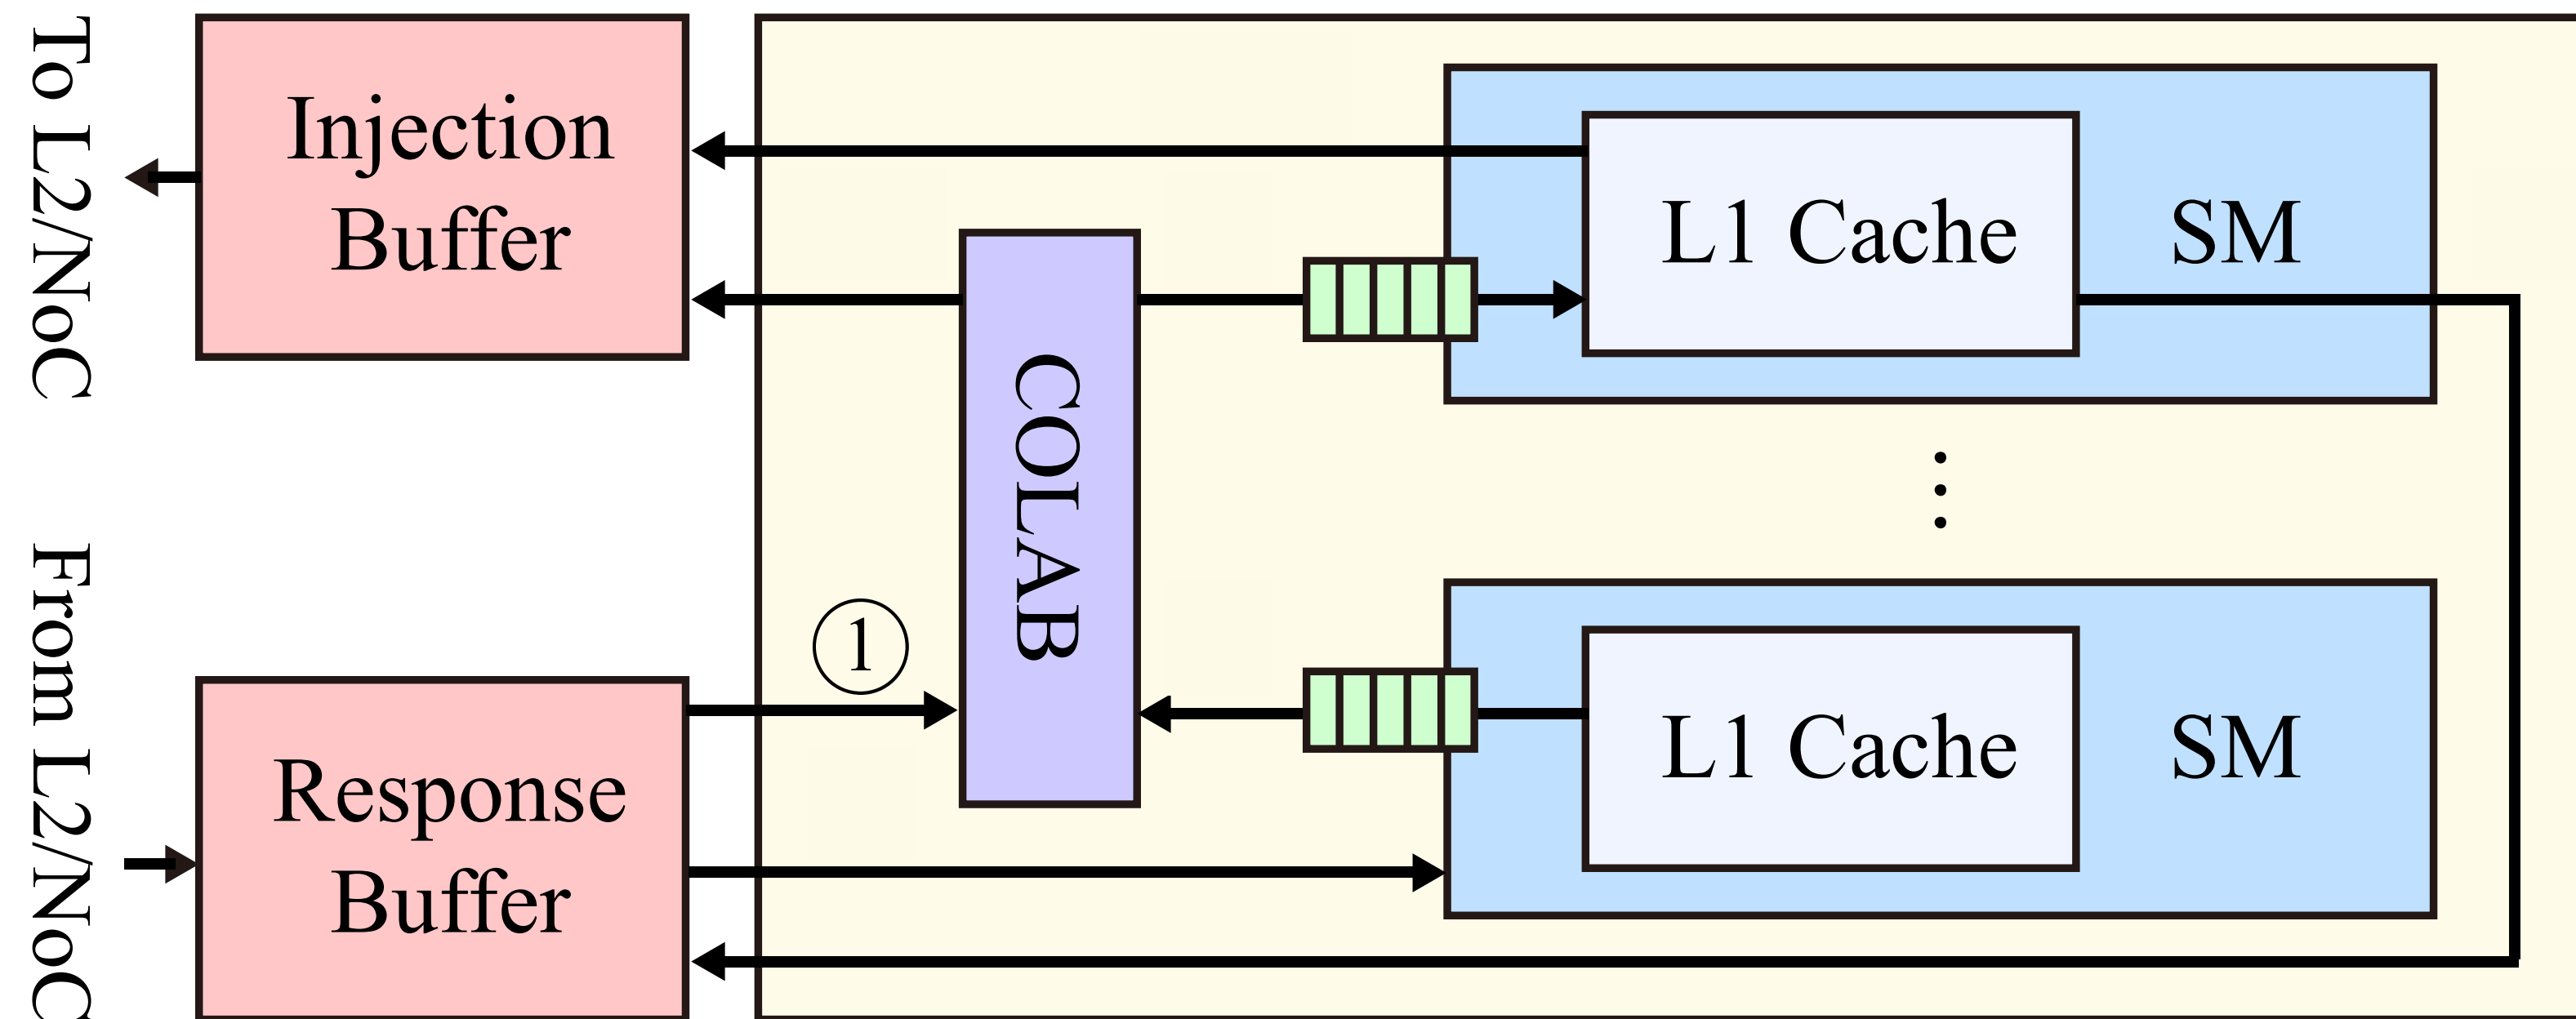 To L2/NoC
Injection
Buffer
L1 Cache
SM
COLAB
1
From L2/NoC
Response
Buffer
L1 Cache
SM